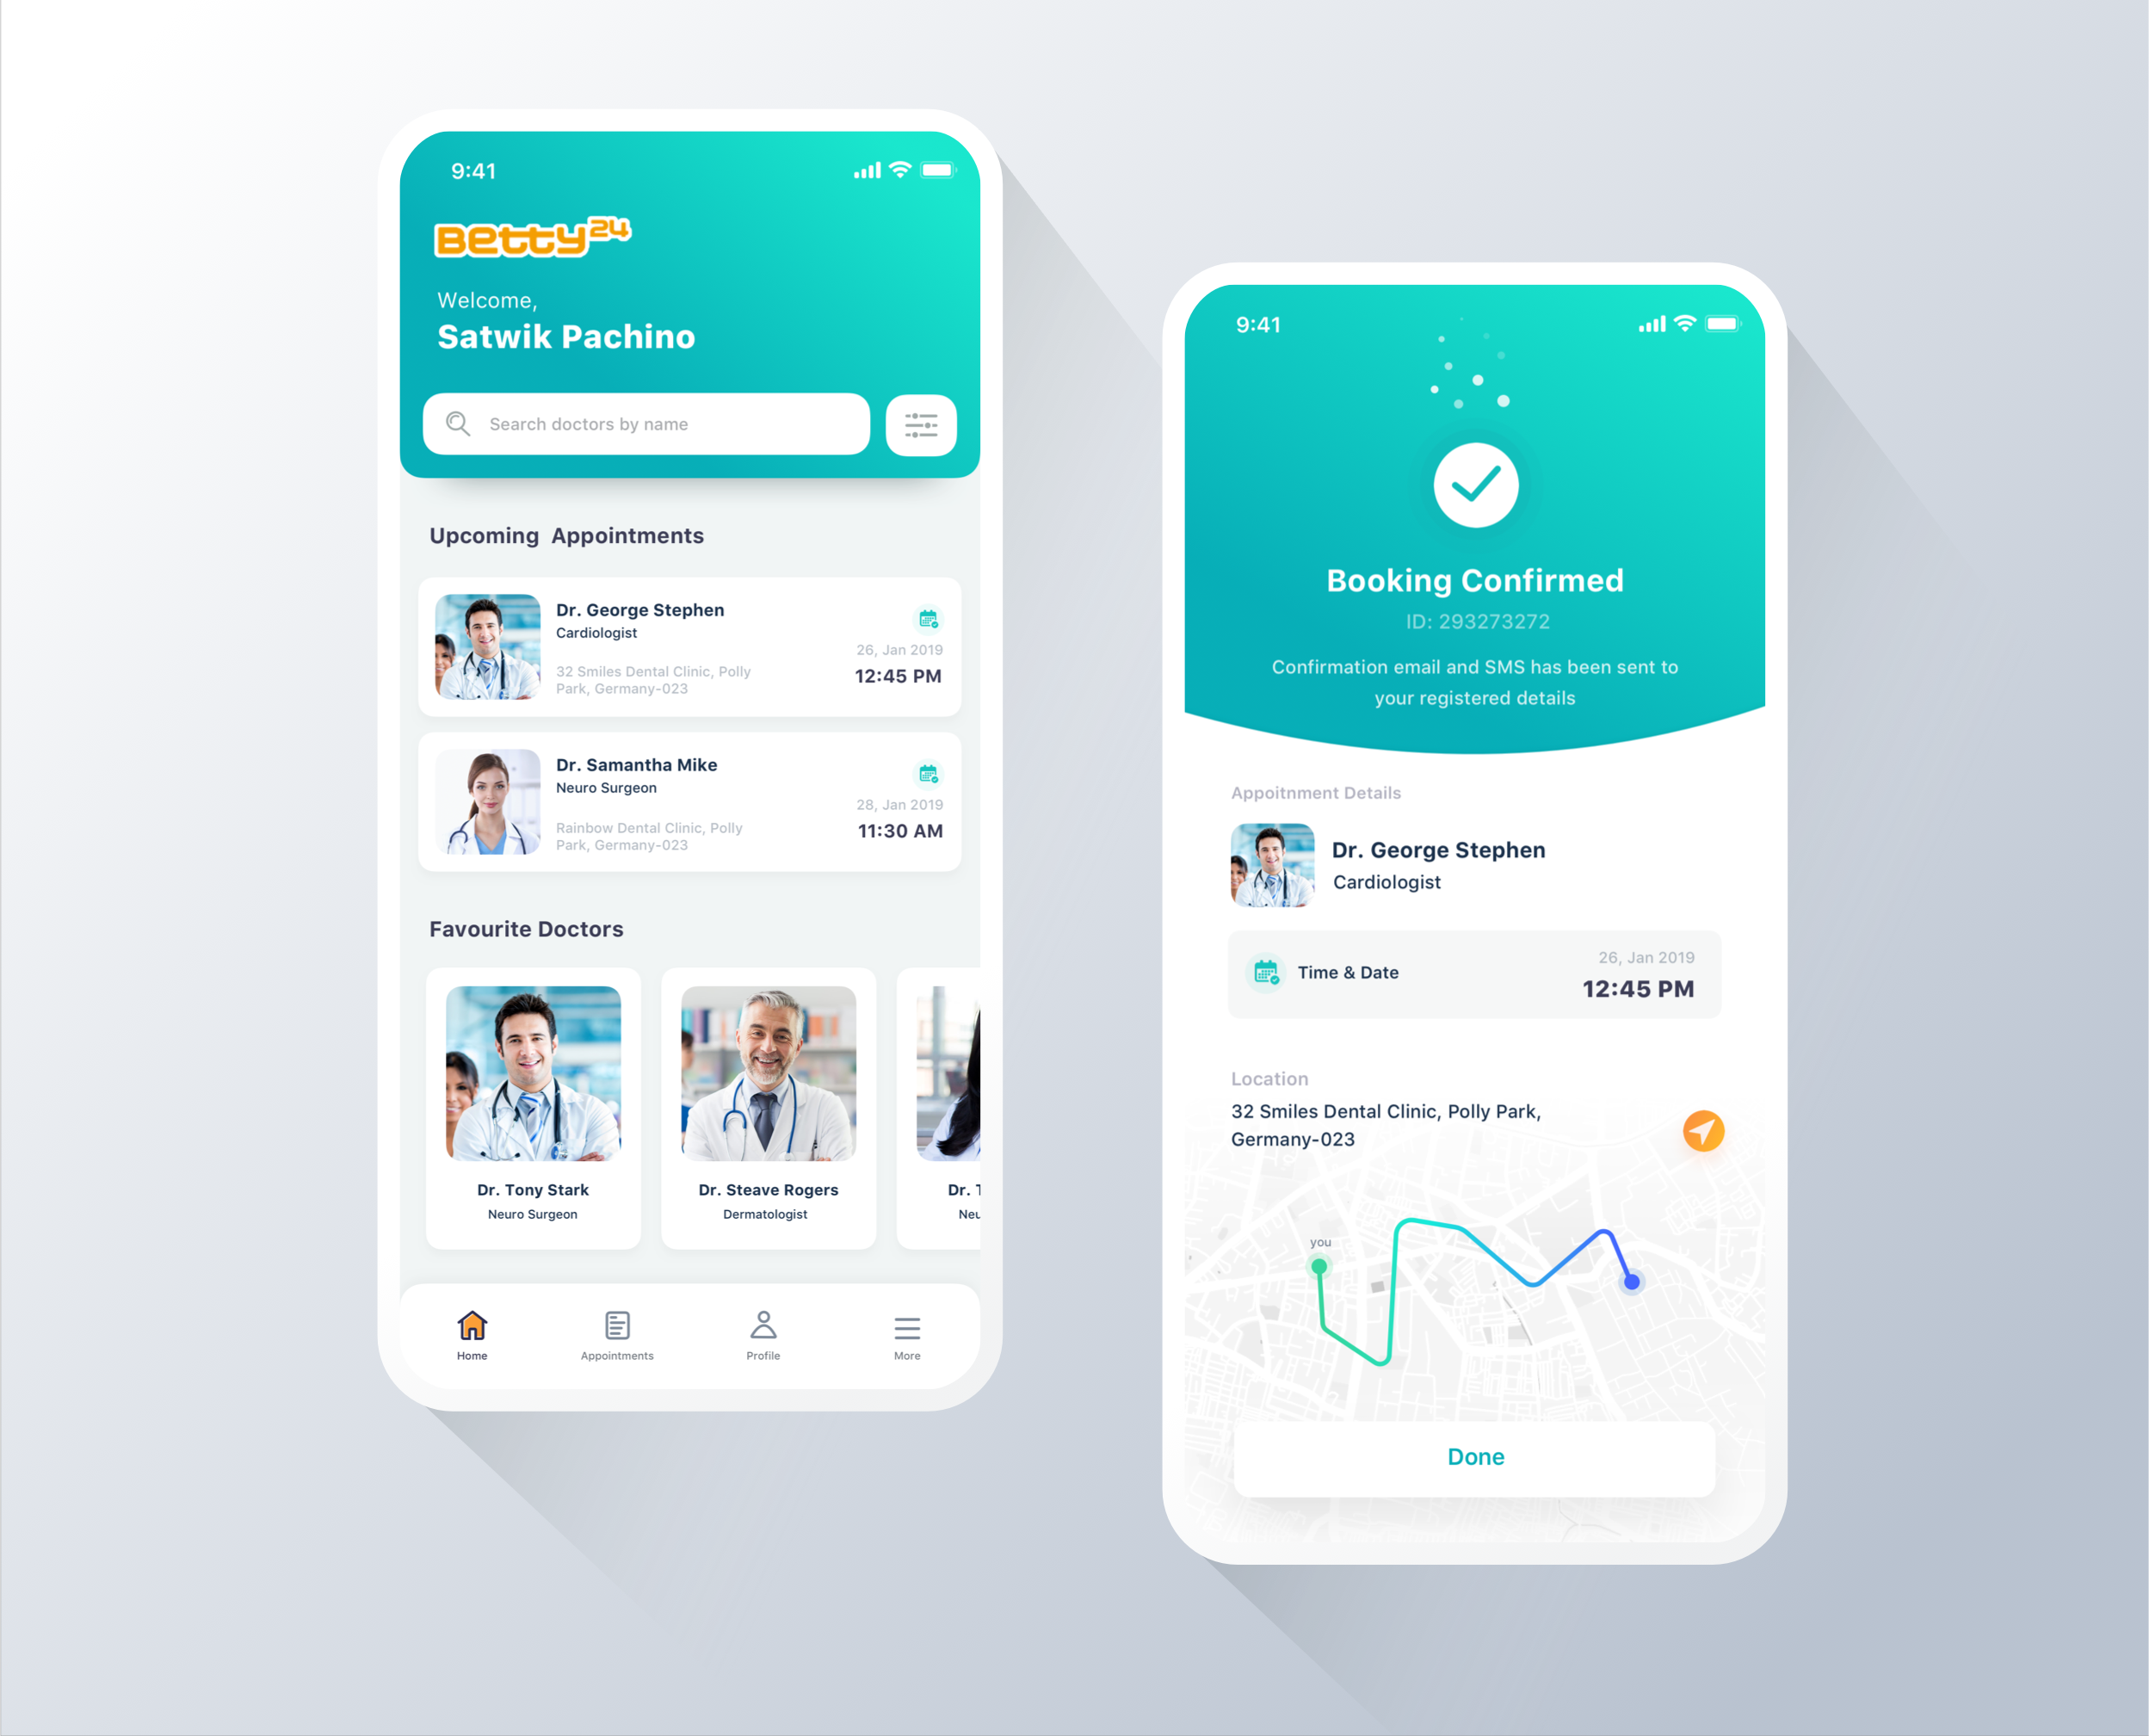 9:41
Betty24
Welcome,
Satwik Pachino
Search doctors by name
Upcoming Appointments
Dr. George Stephen
Cardiologist
32 Smiles Dental Clinic, Polly
Park, Germany-023
26, Jan 2019
12:45 PM
Dr. Samantha Mike
Neuro Surgeon
Rainbow Dental Clinic, Polly
Park, Germany-023
28, Jan 2019
11:30 AM
Favourite Doctors
Dr. Tony Stark
Neuro Surgeon
Dr. Steave Rogers
Dermatologist
Dr. T
Neu
Home
Appointments
Profile
More
9:41
Booking Confirmed
ID: 293273272
Confirmation email and SMS has been sent to
your registered details
Appoitnment Details
Dr. George Stephen
Cardiologist
Time & Date
26, Jan 2019
12:45 PM
Location
32 Smiles Dental Clinic, Polly Park,
Germany-023
you
Done